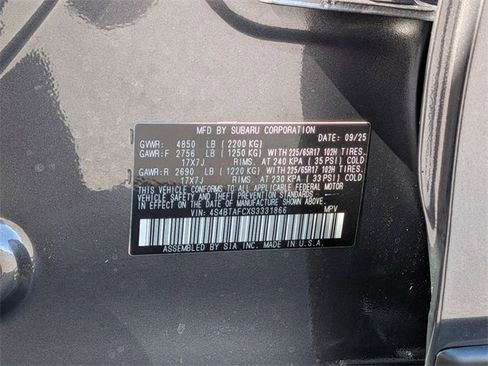 MFD BY SUBARU CORPORATION
DATE: 09/25
GVWR: 4850 LB (2200 KG)
GAWR:F 2756 LB (1250 KG) WITH 225/65R17 102H TIRES.
17X7J RIMS. AT 240 KPA (35 PSI) COLD
GAWR:R 2690 LB (1220 KG) WITH 225/65R17 102H TIRES.
17X7J RIMS. AT 230 KPA (33 PSI) COLD
THIS VEHICLE CONFORMS TO ALL APPLICABLE FEDERAL MOTOR
VEHICLE SAFETY AND THEFT PREVENTION STANDARDS
IN EFFECT ON THE DATE OF MANUFACTURE SHOWN ABOVE.
VIN: 4S4BTAFCXS3331866 MPV
ASSEMBLED BY SIA INC. MADE IN U.S.A.